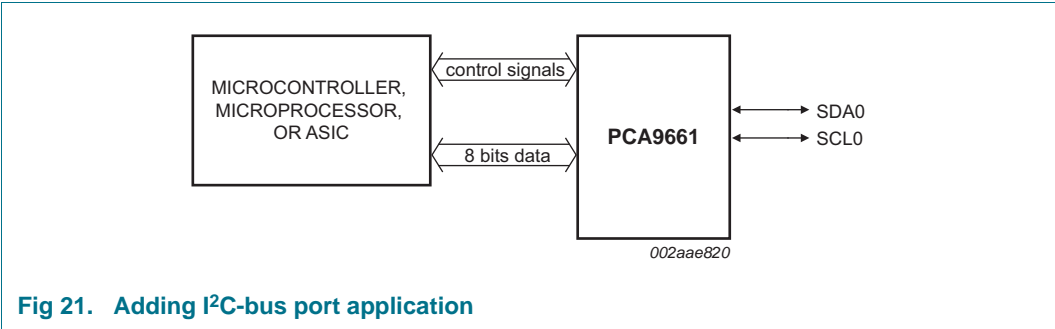 MICROCONTROLLER,
MICROPROCESSOR,
OR ASIC
control signals
8 bits data
PCA9661
SDA0
SCL0
002aae820
Fig 21. Adding I2C-bus port application